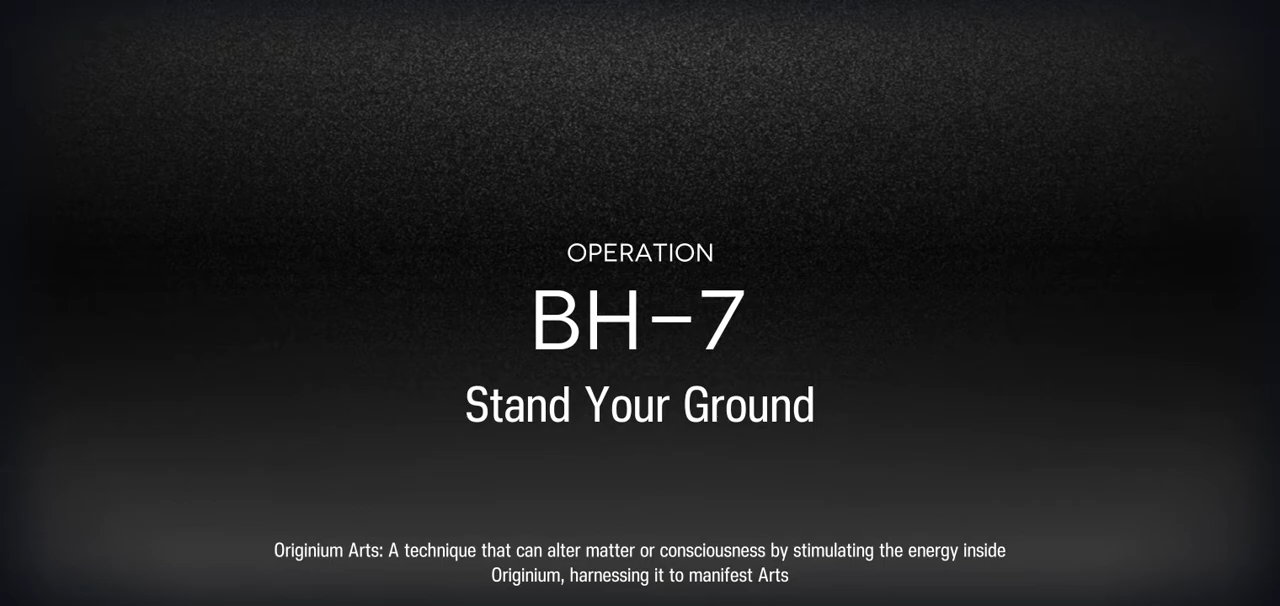 OPERATION
BH-7
Stand Your Ground
Originium Arts: A technique that can alter matter or consciousness by stimulating the energy inside
Originium, harnessing it to manifest Arts